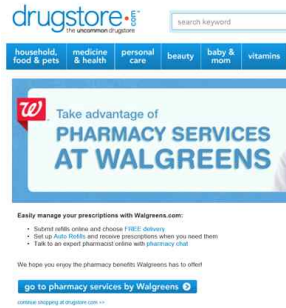 drugstore.com™
the uncommon drugstore
search keyword
household, food & pets
medicine & health
personal care
beauty
baby & mom
vitamins
W
Take advantage of
PHARMACY SERVICES
AT WALGREENS
Easily manage your prescriptions with Walgreens.com:
• Submit refills online and choose FREE delivery
• Set up Auto Refills and receive prescriptions when you need them
• Talk to an expert pharmacist online with pharmacy chat
We hope you enjoy the pharmacy benefits Walgreens has to offer!
go to pharmacy services by Walgreens
continue shopping at drugstore.com >>